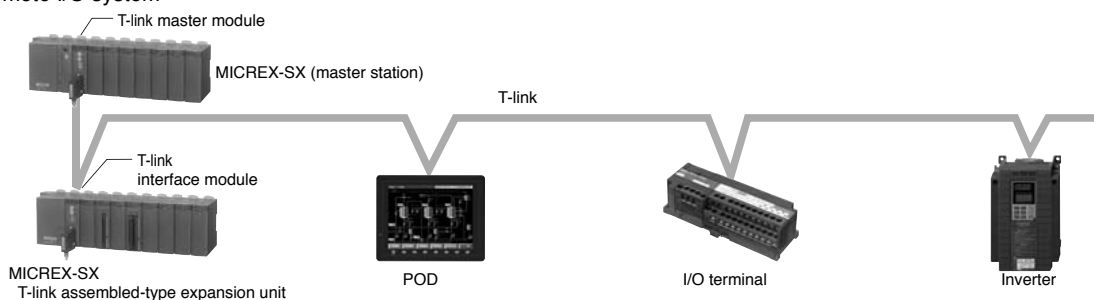 mote I/O system
T-link master module
MICREX-SX (master station)
T-link
T-link
interface module
MICREX-SX
T-link assembled-type expansion unit
POD
I/O terminal
Inverter